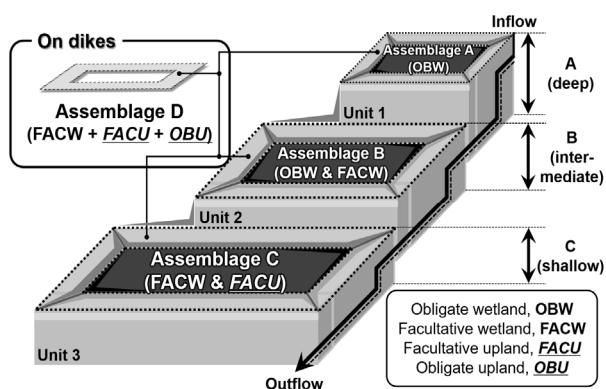 On dikes
Assemblage D
(FACW + FACU + OBU)
Inflow
Assemblage A
(OBW)
A
(deep)
Unit 1
Assemblage B
(OBW & FACW)
B
(inter-
mediate)
Unit 2
Assemblage C
(FACW & FACU)
C
(shallow)
Unit 3
Outflow
Obligate wetland, OBW
Facultative wetland, FACW
Facultative upland, FACU
Obligate upland, OBU